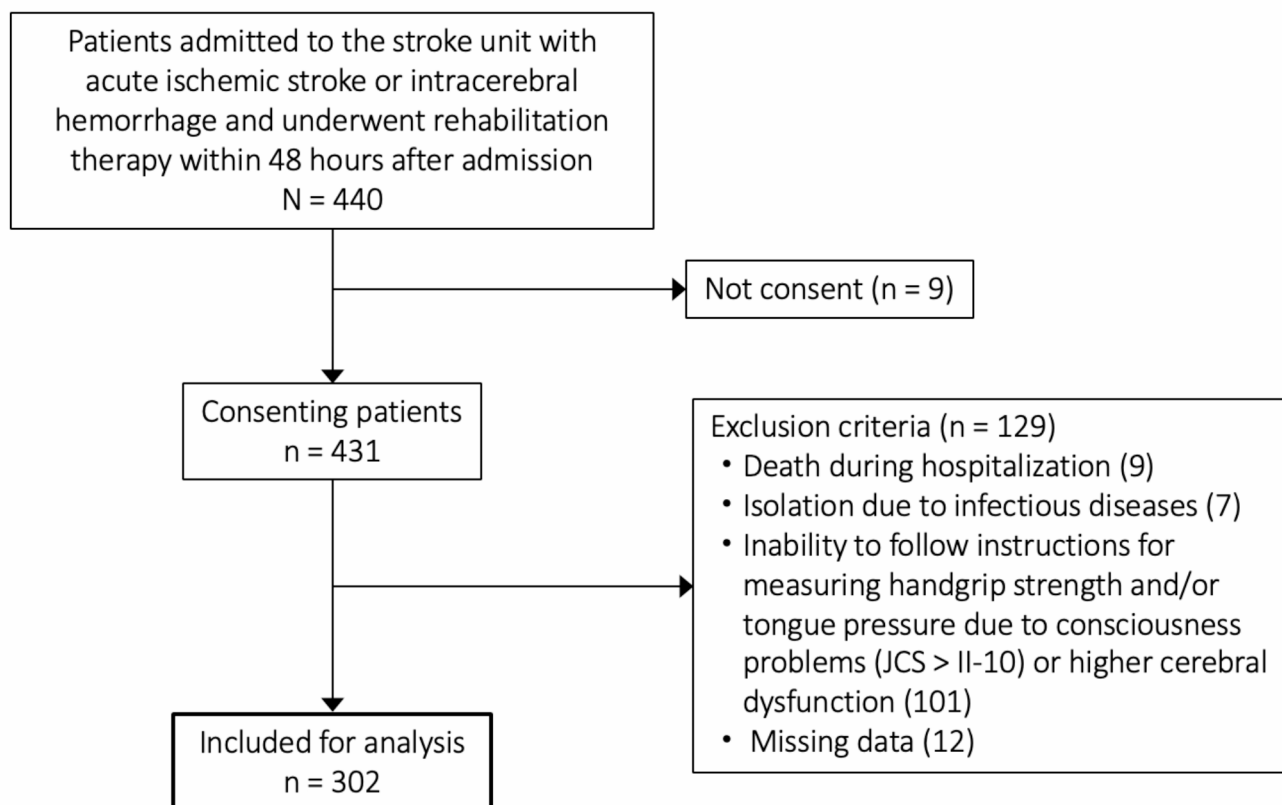 Patients admitted to the stroke unit with
acute ischemic stroke or intracerebral
hemorrhage and underwent rehabilitation
therapy within 48 hours after admission
N = 440
Not consent (n = 9)
Consenting patients
n = 431
Exclusion criteria (n = 129)
• Death during hospitalization (9)
• Isolation due to infectious diseases (7)
• Inability to follow instructions for
measuring handgrip strength and/or
tongue pressure due to consciousness
problems (JCS > II-10) or higher cerebral
dysfunction (101)
• Missing data (12)
Included for analysis
n = 302